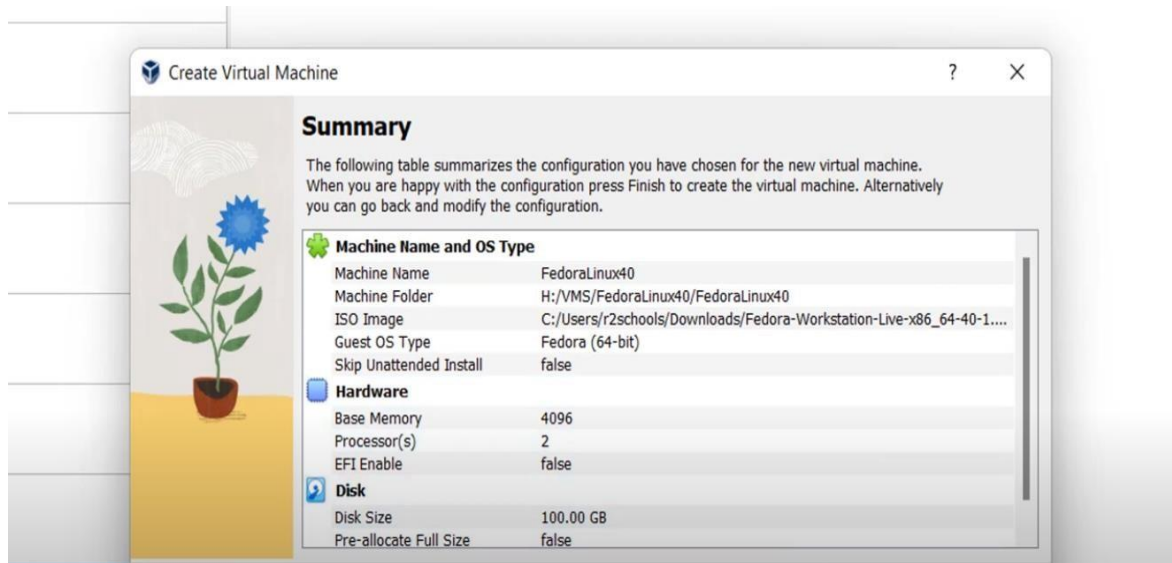 Create Virtual Machine ? X
Summary
The following table summarizes the configuration you have chosen for the new virtual machine.
When you are happy with the configuration press Finish to create the virtual machine. Alternatively
you can go back and modify the configuration.
Machine Name and OS Type
Machine Name FedoraLinux40
Machine Folder H:/VMS/FedoraLinux40/FedoraLinux40
ISO Image C:/Users/r2schools/Downloads/Fedora-Workstation-Live-x86_64-40-1....
Guest OS Type Fedora (64-bit)
Skip Unattended Install false
Hardware
Base Memory 4096
Processor(s) 2
EFI Enable false
Disk
Disk Size 100.00 GB
Pre-allocate Full Size false